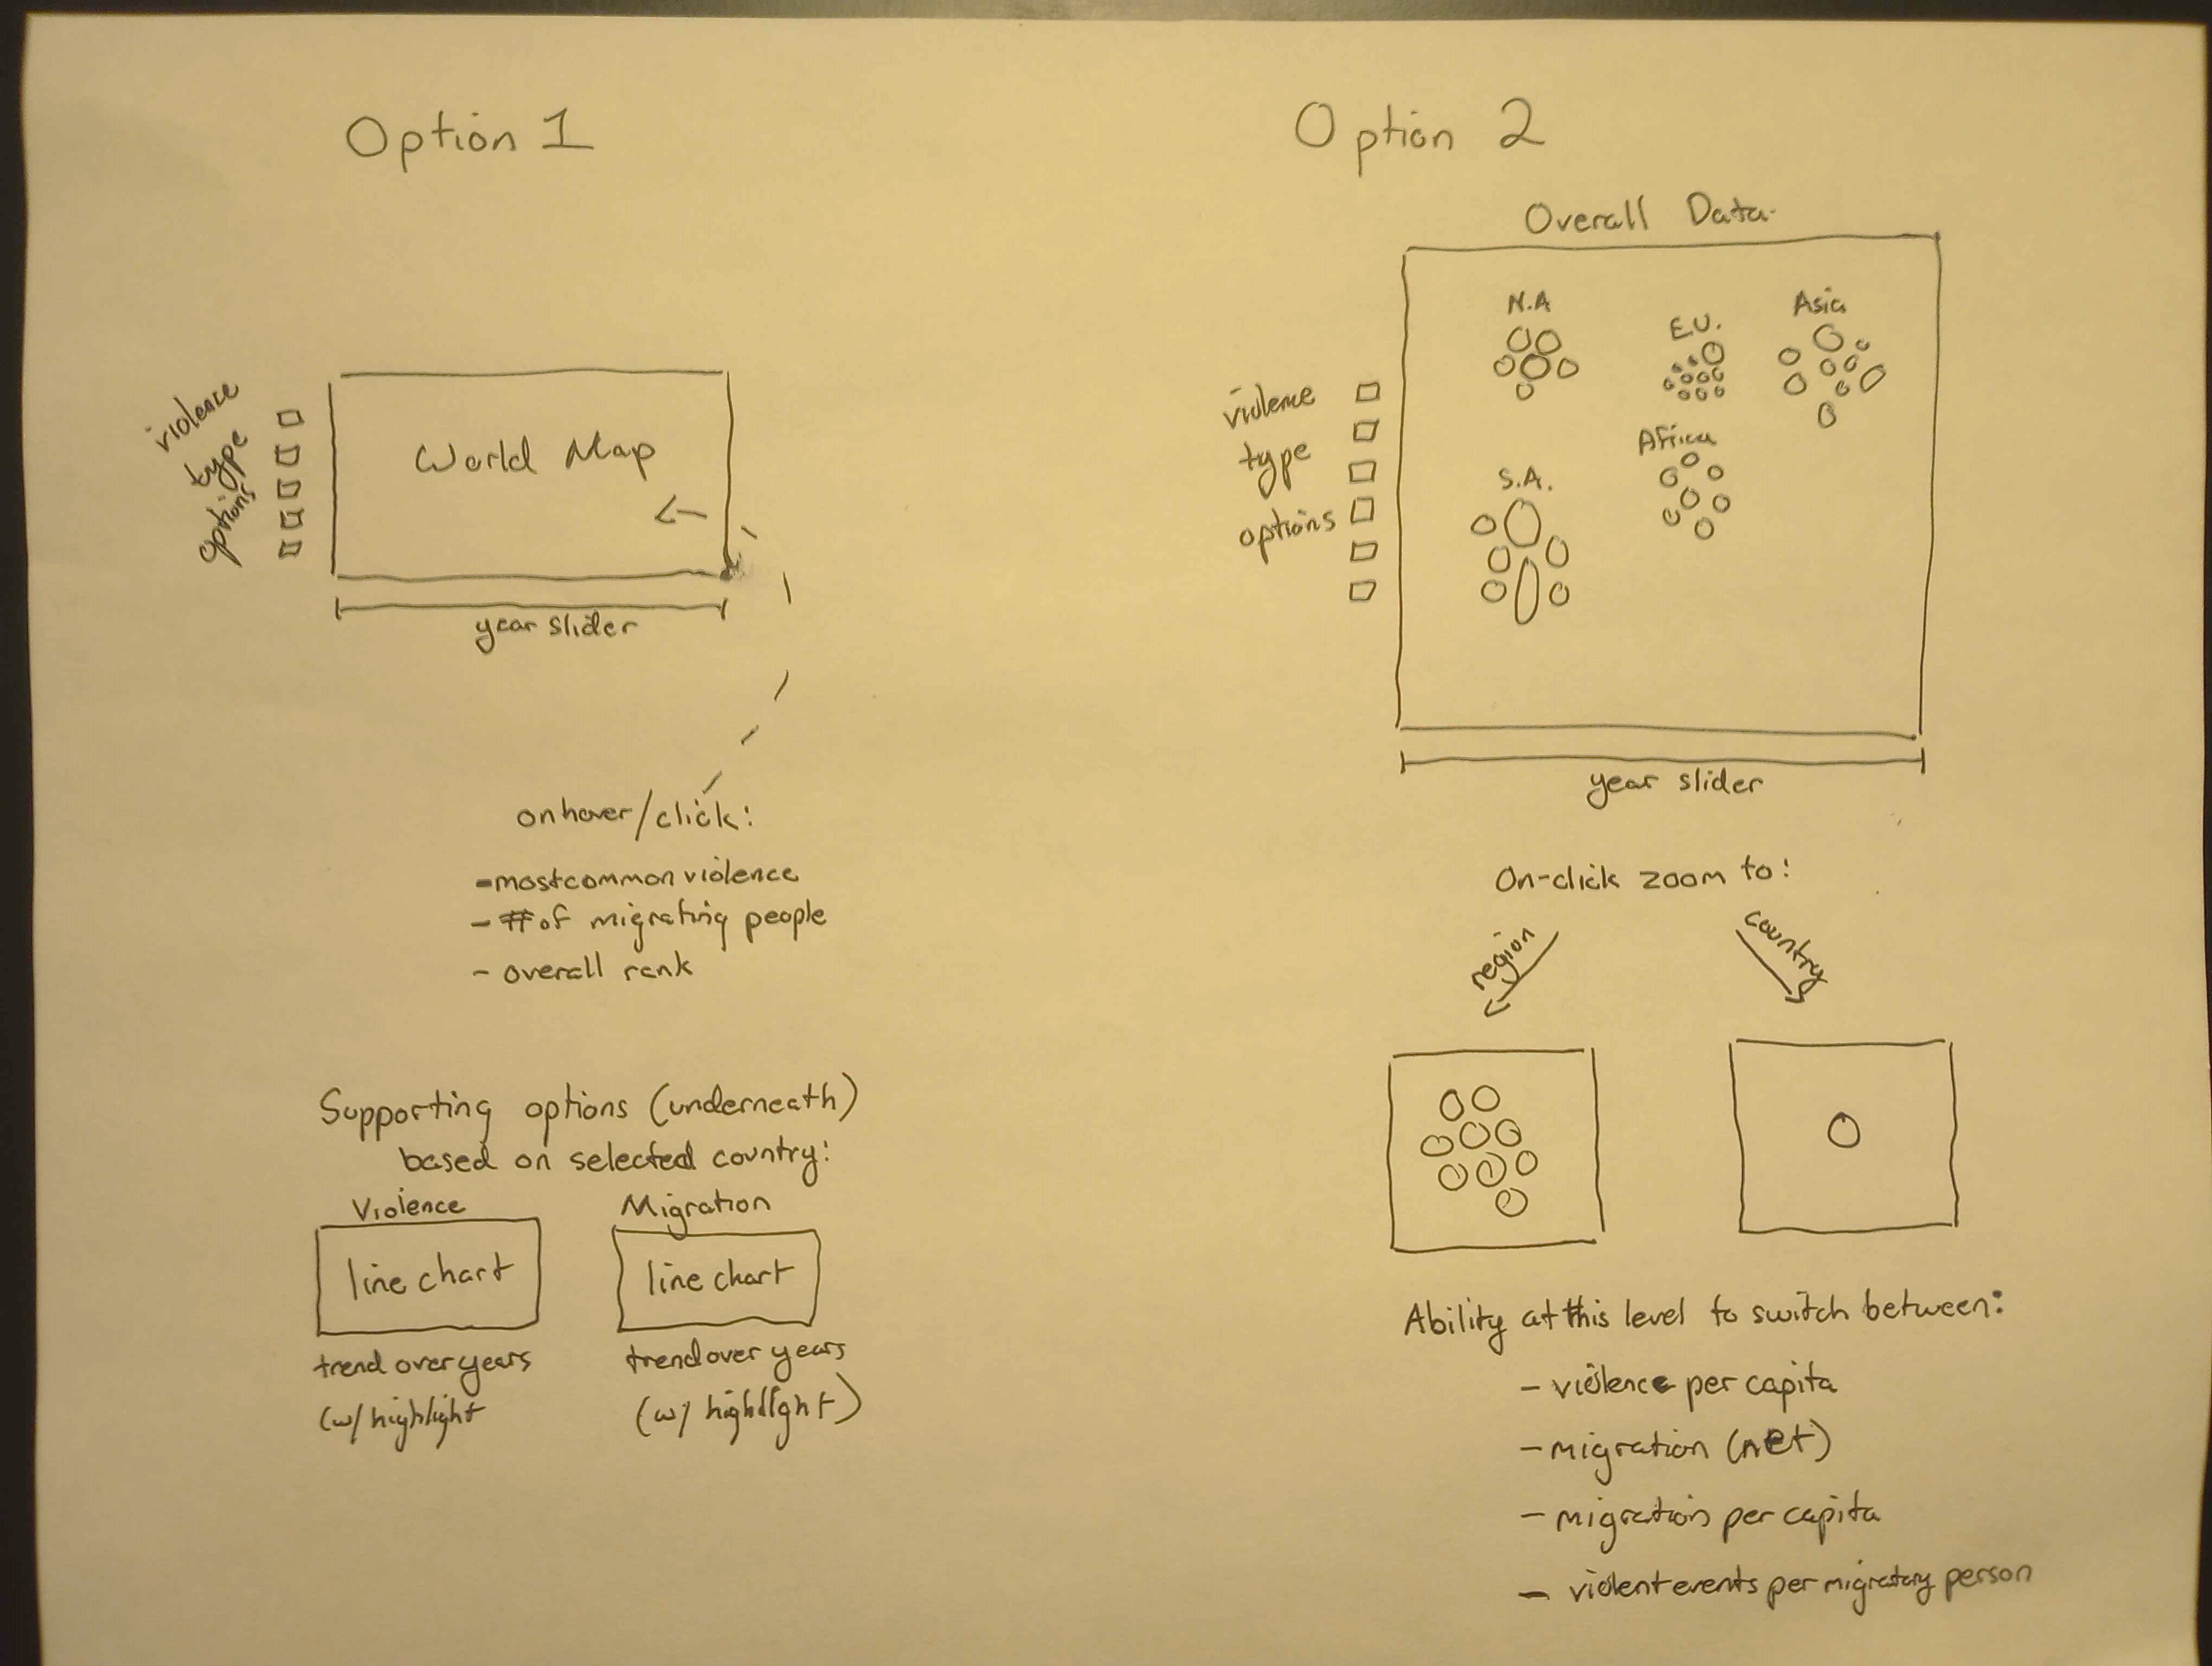 Option 1
violence
type
options
World Map
year slider
onhover/click:
-most common violence
- # of migrating people
- overall rank
Supporting options (underneath)
based on selected country:
Violence
line chart
trend over years
(w/ highlight
Migration
line chart
trend over years
(w/ highlight)
Option 2
Overall Data
N.A
E.U.
Asia
Africa
S.A.
violence
type
options
year slider
On-click zoom to:
region
country
Ability at this level to switch between:
- violence per capita
- migration (net)
- migration per capita
- violent events per migratory person